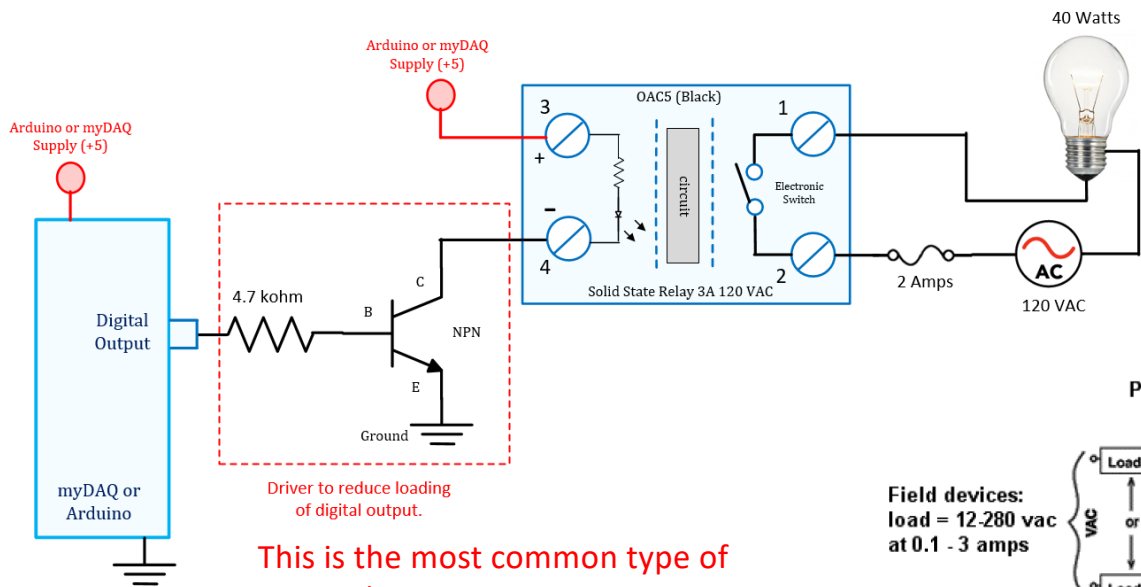 40 Watts
Arduino or myDAQ
Supply (+5)
OAC5 (Black)
3
1
Arduino or myDAQ
Supply (+5)
+
circuit
Electronic
Switch
−
4
2
AC
2 Amps
120 VAC
Solid State Relay 3A 120 VAC
4.7 kohm
C
B
NPN
E
Ground
Digital
Output
myDAQ or
Arduino
Driver to reduce loading
of digital output.
This is the most common type of
P
Field devices:
load = 12-280 vac
at 0.1 - 3 amps
VAC
Load
or
Load